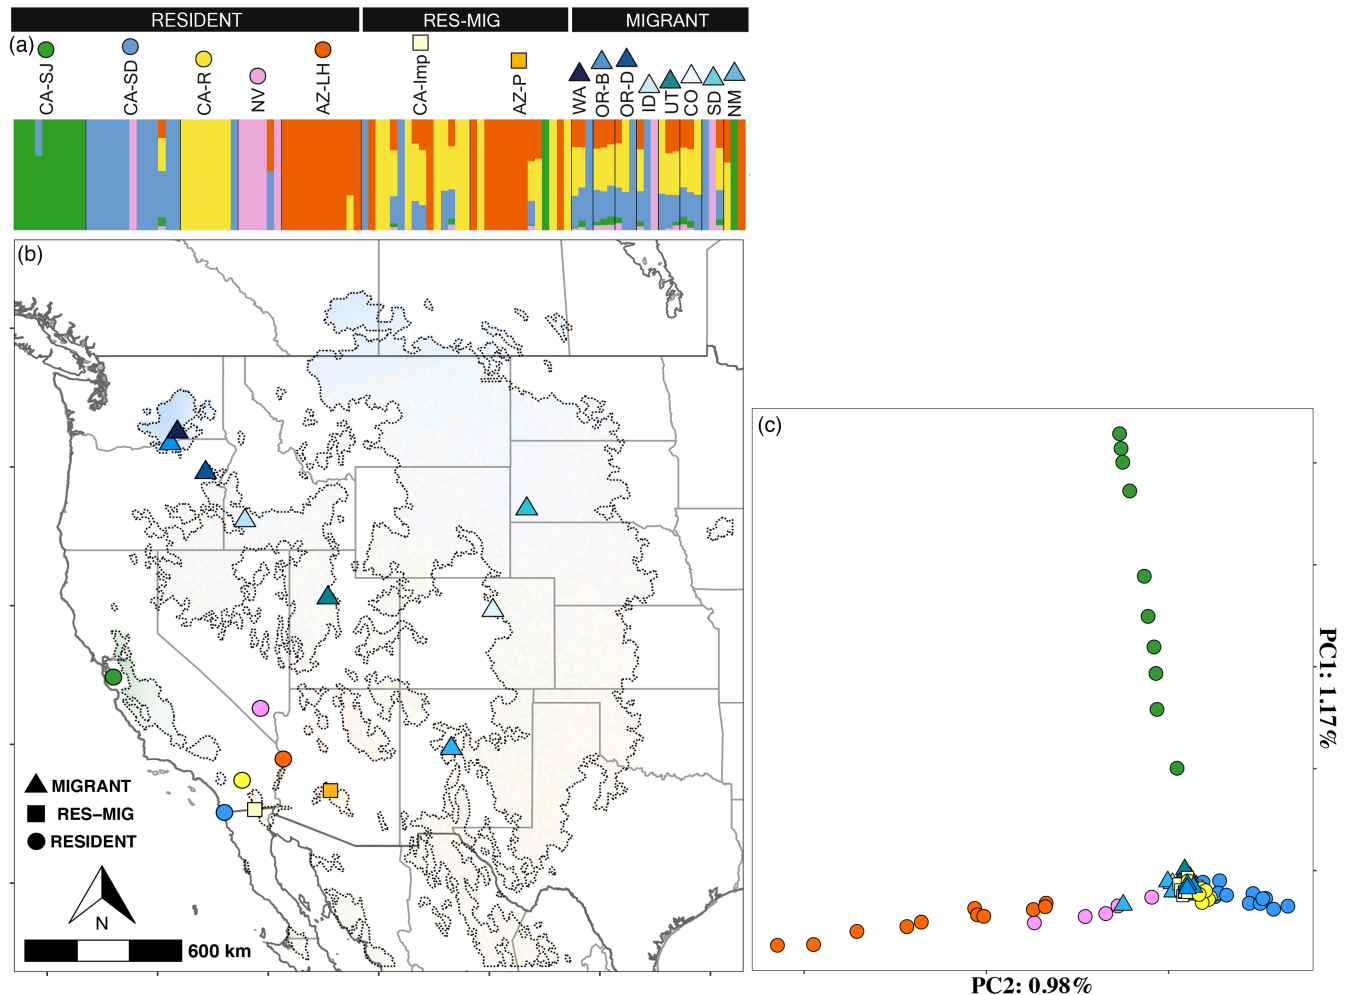 RESIDENT RES-MIG MIGRANT
(a)
CA-SJ
CA-SD
CA-R
NV
AZ-LH
CA-Imp
AZ-P
WA
OR-B
OR-D
ID
UT
CO
SD
NM
(b)
MIGRANT
RES–MIG
RESIDENT
N
600 km
(c)
PC1: 1.17%
PC2: 0.98%